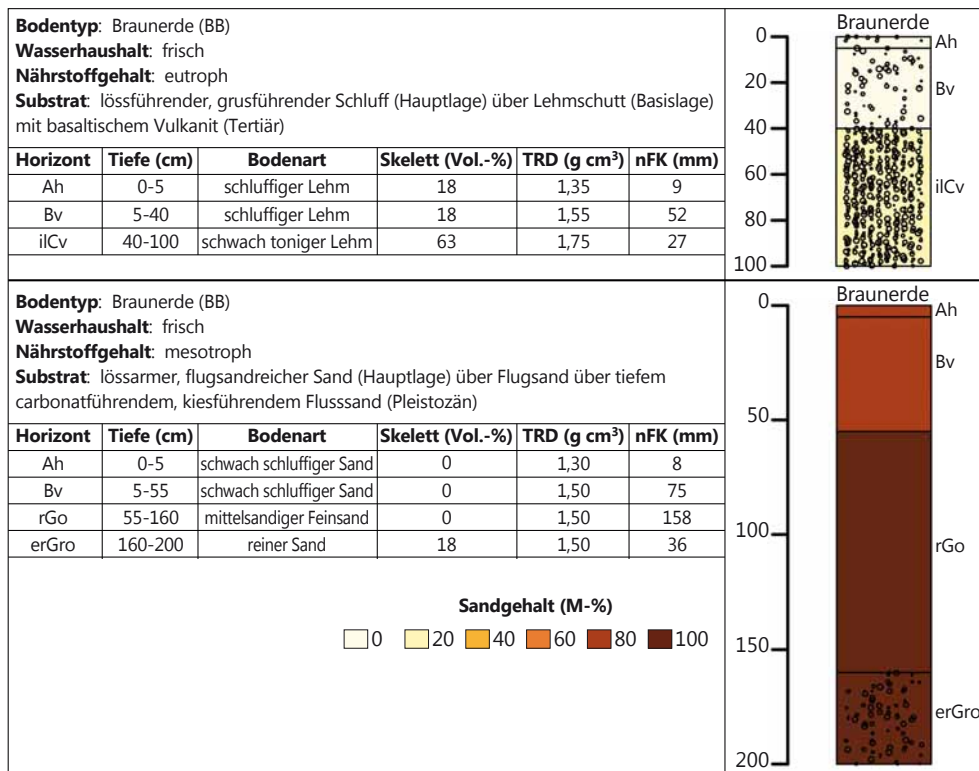 Bodentyp: Braunerde (BB)
Wasserhaushalt: frisch
Nährstoffgehalt: eutroph
Substrat: lössführender, grusführender Schluff (Hauptlage) über Lehmschutt (Basislage)
mit basaltischem Vulkanit (Tertiär)
Horizont Tiefe (cm) Bodenart Skelett (Vol.-%) TRD (g cm³) nFK (mm)
Ah 0-5 schluffiger Lehm 18 1,35 9
Bv 5-40 schluffiger Lehm 18 1,55 52
ilCv 40-100 schwach toniger Lehm 63 1,75 27
Braunerde
0
20
40
60
80
100
Ah
Bv
ilCv
Bodentyp: Braunerde (BB)
Wasserhaushalt: frisch
Nährstoffgehalt: mesotroph
Substrat: lössarmer, flugsandreicher Sand (Hauptlage) über Flugsand über tiefem
carbonatführendem, kiesführendem Flusssand (Pleistozän)
Horizont Tiefe (cm) Bodenart Skelett (Vol.-%) TRD (g cm³) nFK (mm)
Ah 0-5 schwach schluffiger Sand 0 1,30 8
Bv 5-55 schwach schluffiger Sand 0 1,50 75
rGo 55-160 mittelsandiger Feinsand 0 1,50 158
erGro 160-200 reiner Sand 18 1,50 36
Sandgehalt (M-%)
0 20 40 60 80 100
Braunerde
0
50
100
150
200
Ah
Bv
rGo
erGro